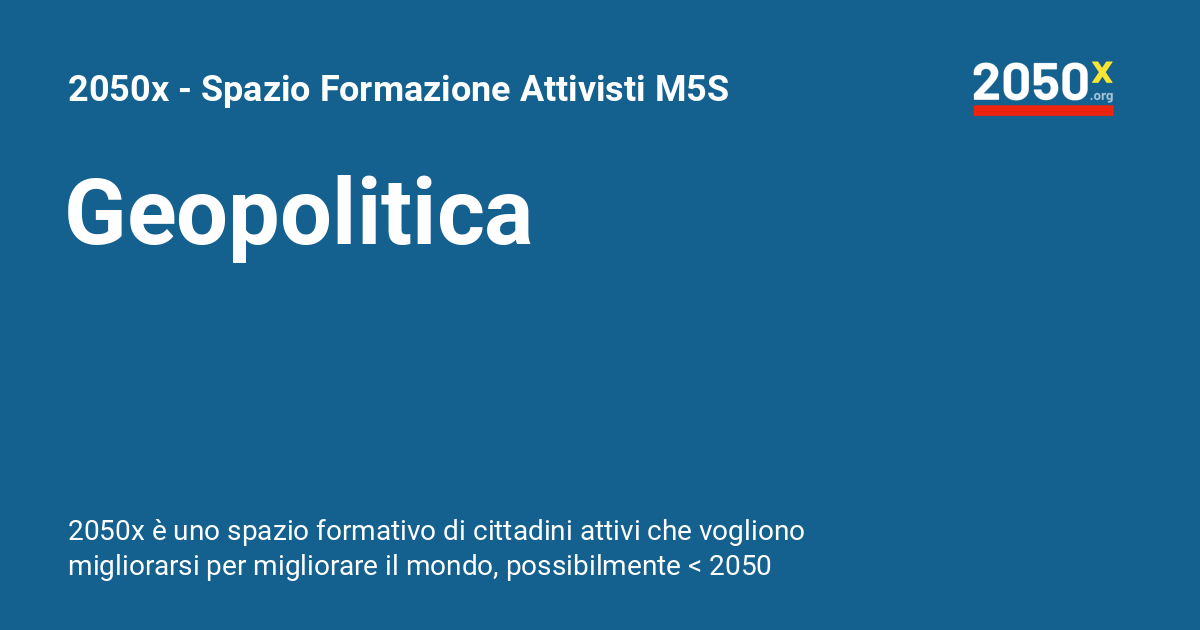 2050x - Spazio Formazione Attivisti M5S
2050x
.org
Geopolitica
2050x è uno spazio formativo di cittadini attivi che vogliono
migliorarsi per migliorare il mondo, possibilmente < 2050